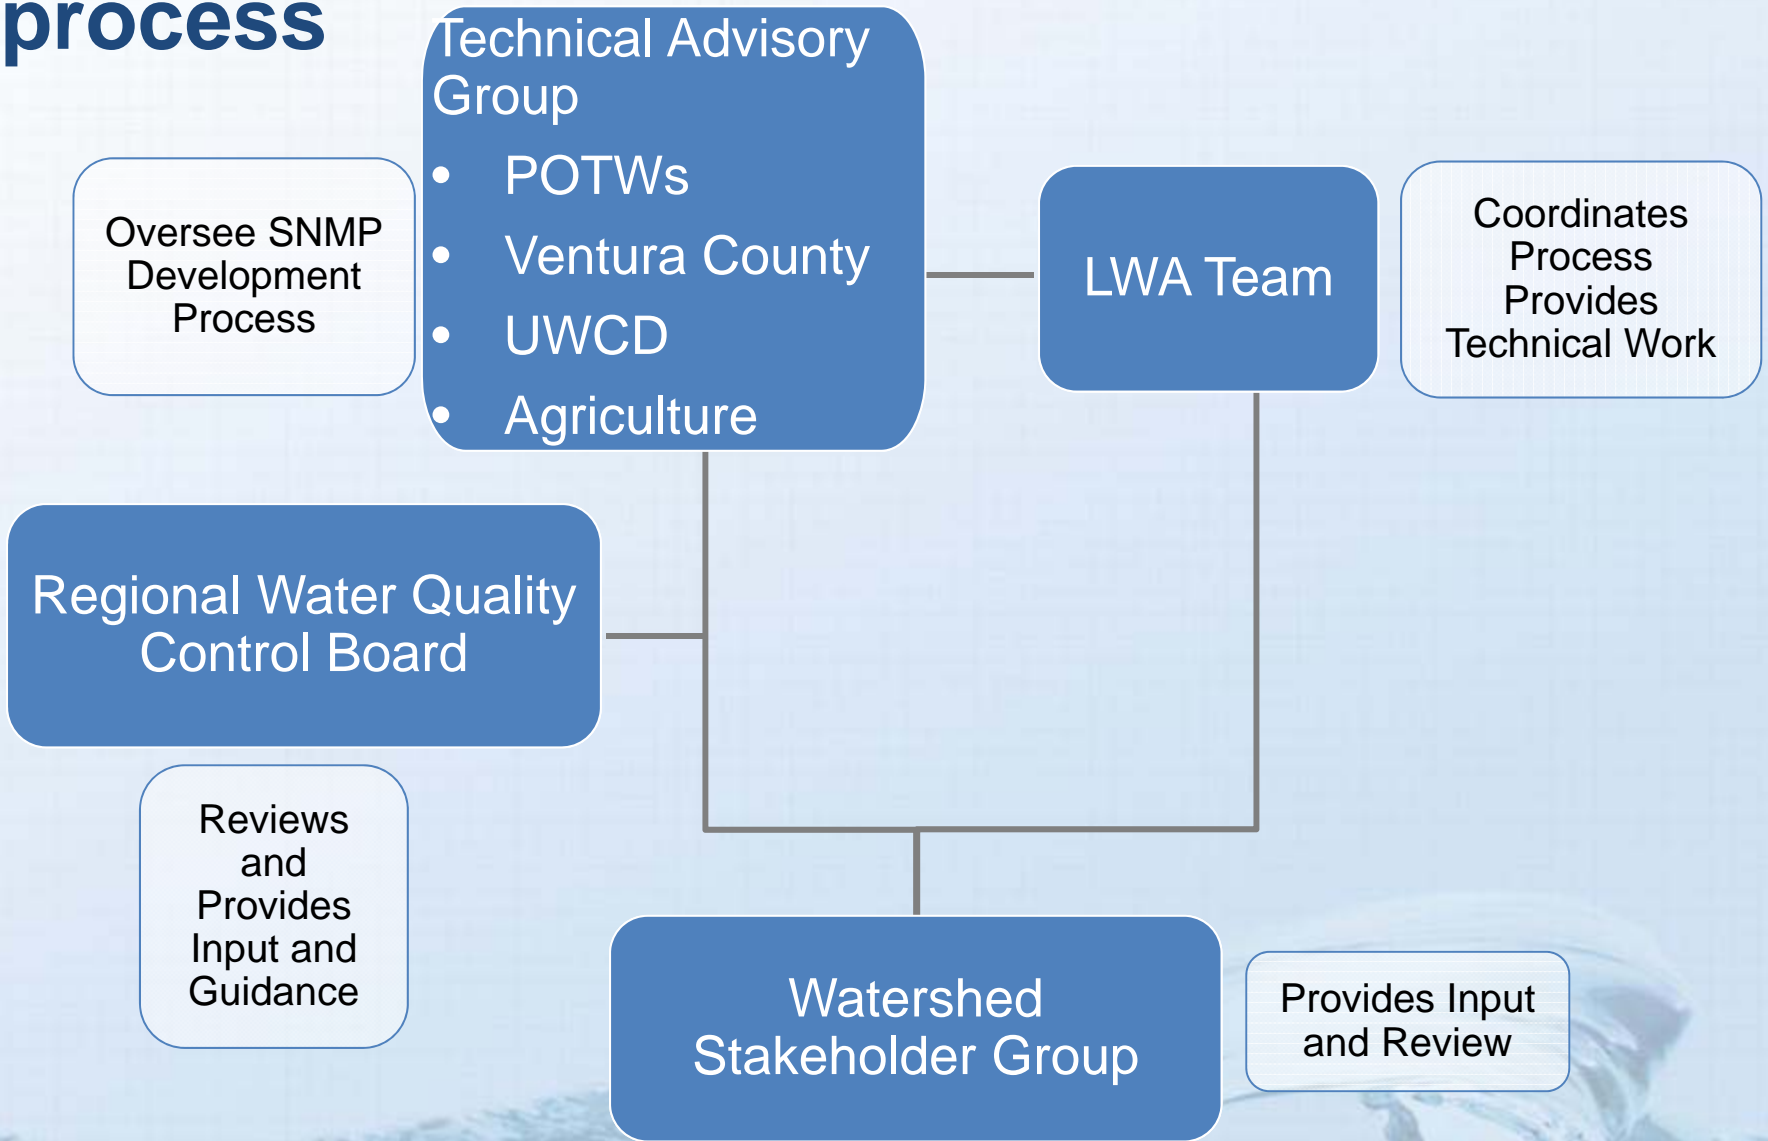 process
Technical Advisory
Group
• POTWs
• Ventura County
• UWCD
• Agriculture
Oversee SNMP
Development
Process
LWA Team
Coordinates
Process
Provides
Technical Work
Regional Water Quality
Control Board
Reviews
and
Provides
Input and
Guidance
Watershed
Stakeholder Group
Provides Input
and Review